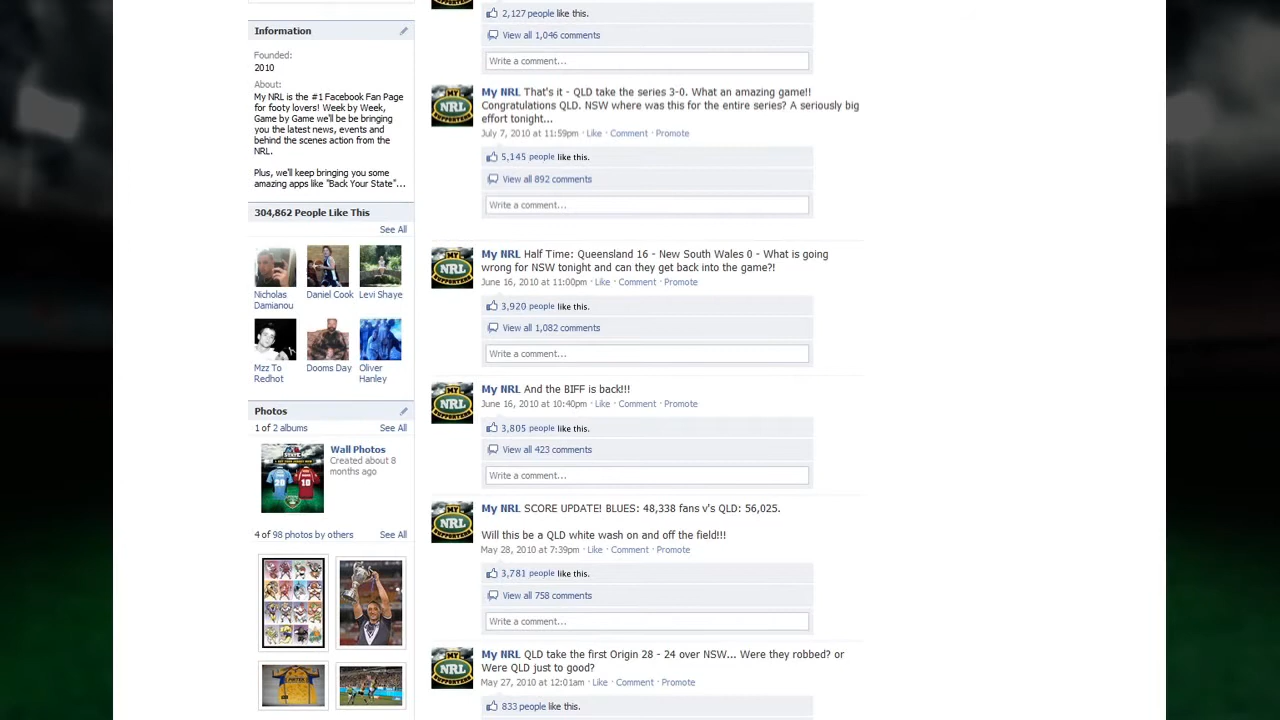 Information
Founded:
2010
About:
My NRL is the #1 Facebook Fan Page
for footy lovers! Week by Week,
Game by Game we'll be be bringing
you the latest news, events and
behind the scenes action from the
NRL.
Plus, we'll keep bringing you some
amazing apps like "Back Your State"...
304,862 People Like This
See All
Nicholas
Damianou
Daniel Cook
Levi Shaye
Mzz To
Redhot
Dooms Day
Oliver
Hanley
Photos
1 of 2 albums
See All
Wall Photos
Created about 8
months ago
4 of 98 photos by others
See All
2,127 people like this.
View all 1,046 comments
Write a comment...
MY
NRL
SUPPORTERS
My NRL That's it - QLD take the series 3-0. What an amazing game!!
Congratulations QLD. NSW where was this for the entire series? A seriously big
effort tonight...
July 7, 2010 at 11:59pm · Like · Comment · Promote
5,145 people like this.
View all 892 comments
Write a comment...
MY
NRL
SUPPORTERS
My NRL Half Time: Queensland 16 - New South Wales 0 - What is going
wrong for NSW tonight and can they get back into the game?!
June 16, 2010 at 11:00pm · Like · Comment · Promote
3,920 people like this.
View all 1,082 comments
Write a comment...
MY
NRL
SUPPORTERS
My NRL And the BIFF is back!!!
June 16, 2010 at 10:40pm · Like · Comment · Promote
3,805 people like this.
View all 423 comments
Write a comment...
MY
NRL
SUPPORTERS
My NRL SCORE UPDATE! BLUES: 48,338 fans v's QLD: 56,025.
Will this be a QLD white wash on and off the field!!!
May 28, 2010 at 7:39pm · Like · Comment · Promote
3,781 people like this.
View all 758 comments
Write a comment...
MY
NRL
SUPPORTERS
My NRL QLD take the first Origin 28 - 24 over NSW... Were they robbed? or
Were QLD just to good?
May 27, 2010 at 12:01am · Like · Comment · Promote
833 people like this.